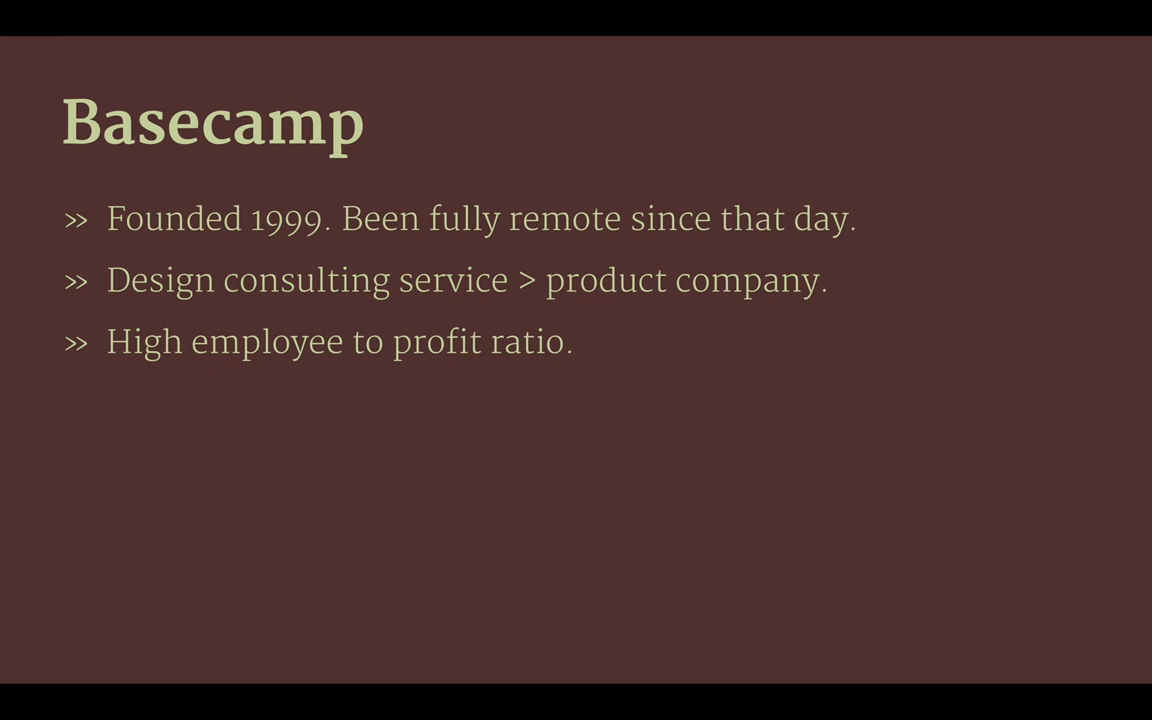 Basecamp
» Founded 1999. Been fully remote since that day.
» Design consulting service > product company.
» High employee to profit ratio.